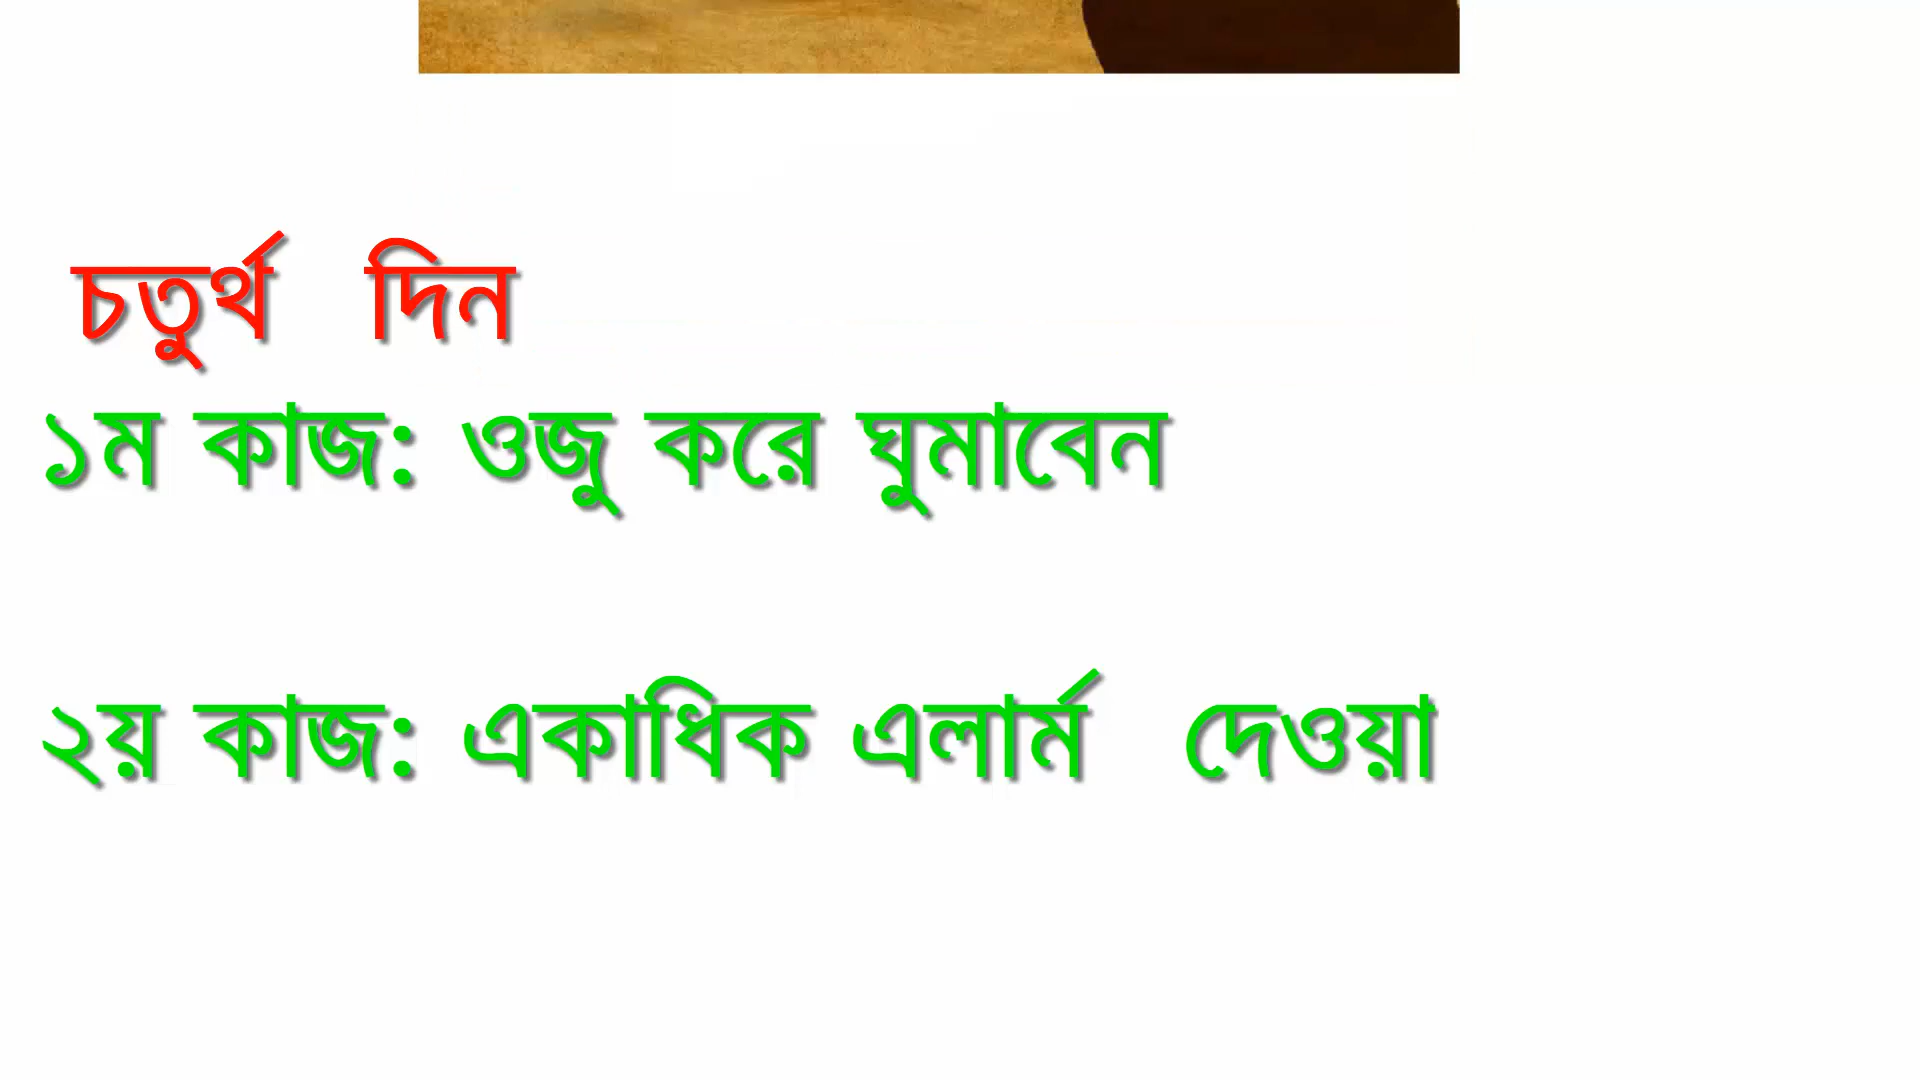 চতুর্থ দিন
১ম কাজ: ওজু করে ঘুমাবেন
২য় কাজ: একাধিক এলার্ম দেওয়া